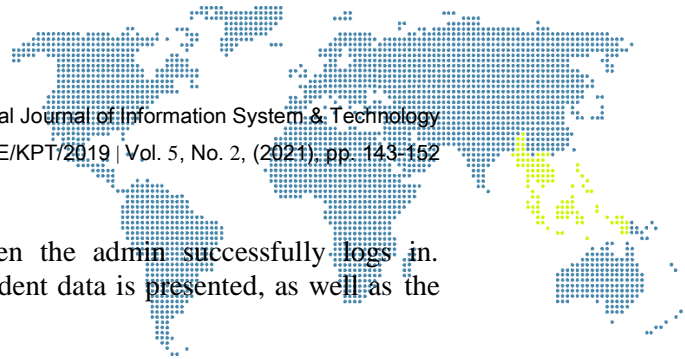 al Journal of Information System & Technology
E/KPT/2019 | Vol. 5, No. 2, (2021), pp. 143-152
en the admin successfully logs in.
dent data is presented, as well as the